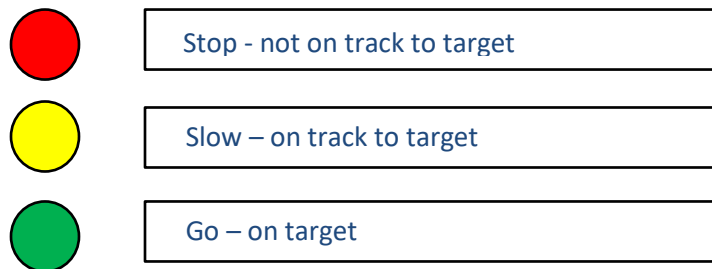 Stop - not on track to target
Slow – on track to target
Go – on target